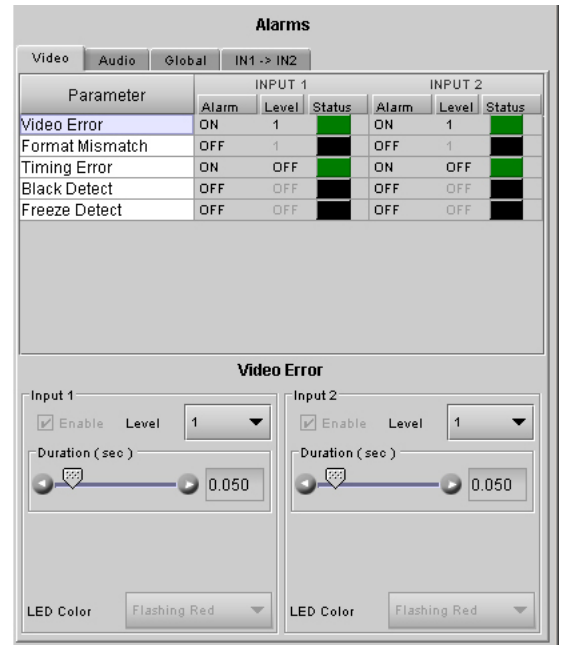 Alarms
Video Audio Global IN1 -> IN2
Parameter INPUT 1 INPUT 2
Alarm Level Status Alarm Level Status
Video Error ON 1 ON 1
Format Mismatch OFF 1 OFF 1
Timing Error ON OFF ON OFF
Black Detect OFF OFF OFF OFF
Freeze Detect OFF OFF OFF OFF
Video Error
Input 1 Input 2
Enable Level 1 Enable Level 1
Duration ( sec ) Duration ( sec )
0.050 0.050
LED Color Flashing Red LED Color Flashing Red